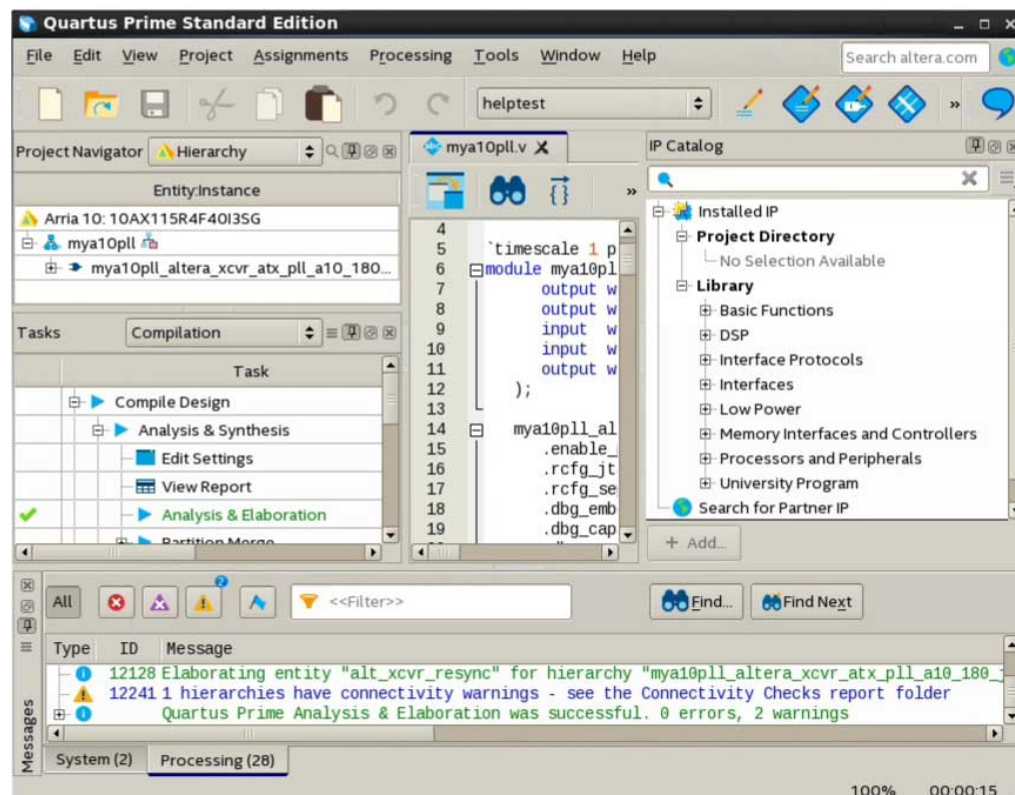 Quartus Prime Standard Edition
File Edit View Project Assignments Processing Tools Window Help
Search altera.com
helptest
»
Project Navigator Hierarchy
Entity:Instance
Arria 10: 10AX115R4F40I3SG
mya10pll
mya10pll_altera_xcvr_atx_pll_a10_180...
Tasks Compilation
Task
Compile Design
Analysis & Synthesis
Edit Settings
View Report
Analysis & Elaboration
Partition Merge
mya10pll.v
»
4
5 `timescale 1 p
6 module mya10pl
7 output w
8 output w
9 input w
10 input w
11 output w
12 );
13
14 mya10pll_al
15 .enable_
16 .rcfg_jt
17 .rcfg_se
18 .dbg_emb
19 .dbg_cap
IP Catalog
Installed IP
Project Directory
No Selection Available
Library
Basic Functions
DSP
Interface Protocols
Interfaces
Low Power
Memory Interfaces and Controllers
Processors and Peripherals
University Program
Search for Partner IP
+ Add...
Messages
All 2 <<Filter>> Find... Find Next
Type ID Message
12128 Elaborating entity "alt_xcvr_resync" for hierarchy "mya10pll_altera_xcvr_atx_pll_a10_180_
12241 1 hierarchies have connectivity warnings - see the Connectivity Checks report folder
Quartus Prime Analysis & Elaboration was successful. 0 errors, 2 warnings
System (2) Processing (28)
100% 00:00:15